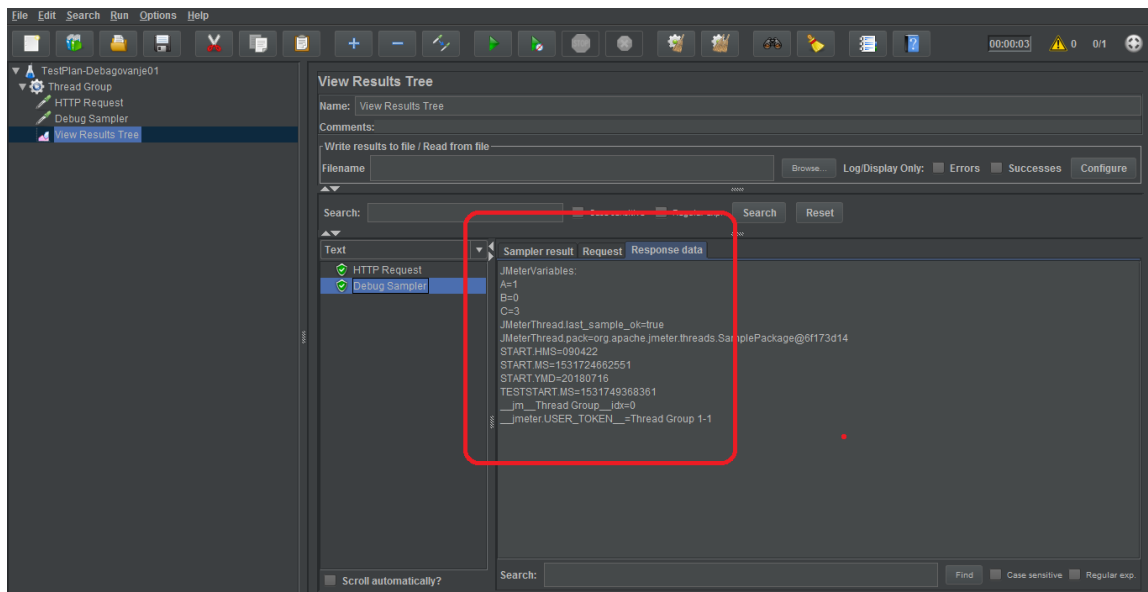 File Edit Search Run Options Help
00:00:03 0 0/1
TestPlan-Debagovanje01
Thread Group
HTTP Request
Debug Sampler
View Results Tree
View Results Tree
Name: View Results Tree
Comments:
Write results to file / Read from file
Filename Browse... Log/Display Only: Errors Successes Configure
Search: Case sensitive Regular exp. Search Reset
Text
HTTP Request
Debug Sampler
Scroll automatically?
Sampler result Request Response data
JMeterVariables:
A=1
B=0
C=3
JMeterThread.last_sample_ok=true
JMeterThread.pack=org.apache.jmeter.threads.SamplePackage@6f173d14
START.HMS=090422
START.MS=1531724662551
START.YMD=20180716
TESTSTART.MS=1531749368361
__jm__Thread Group__idx=0
__jmeter.USER_TOKEN__=Thread Group 1-1
Search: Find Case sensitive Regular exp.